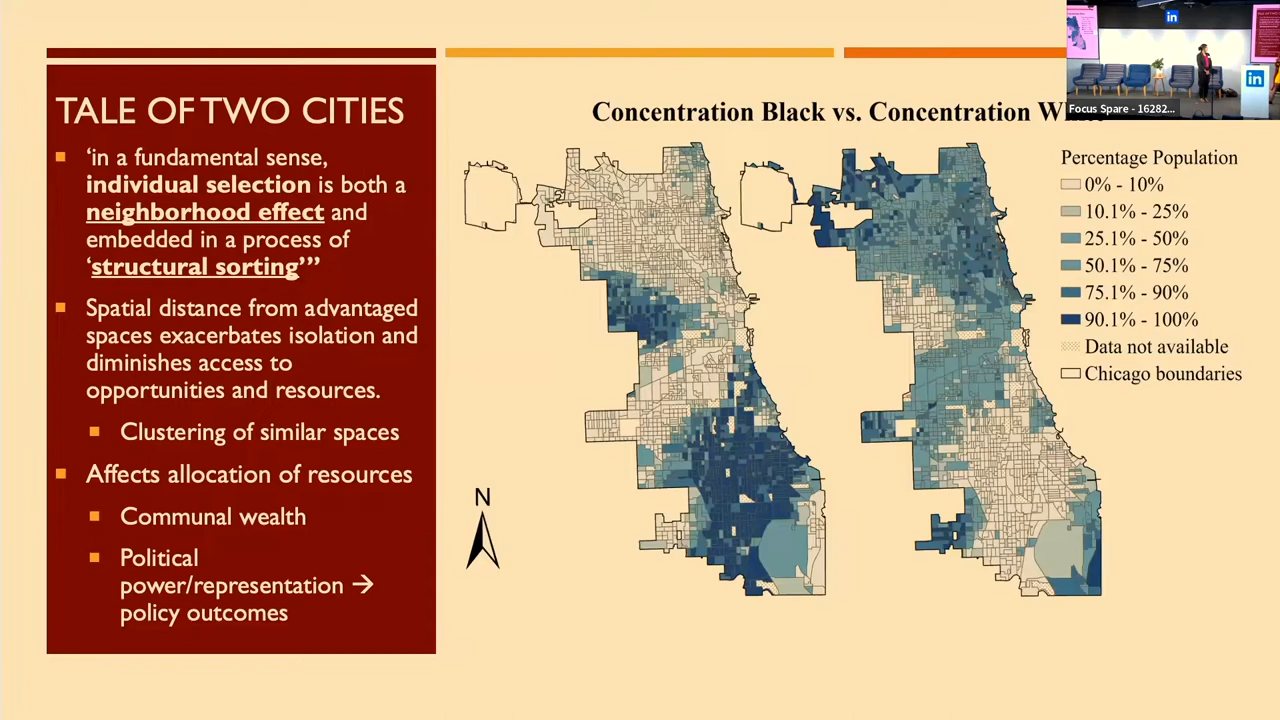 TALE OF TWO CITIES
‘in a fundamental sense,
individual selection is both a
neighborhood effect and
embedded in a process of
‘structural sorting’”
Spatial distance from advantaged
spaces exacerbates isolation and
diminishes access to
opportunities and resources.
Clustering of similar spaces
Affects allocation of resources
Communal wealth
Political
power/representation →
policy outcomes
Concentration Black vs. Concentration
Percentage Population
0% - 10%
10.1% - 25%
25.1% - 50%
50.1% - 75%
75.1% - 90%
90.1% - 100%
Data not available
Chicago boundaries
N
in
in
Focus Spare - 16282...